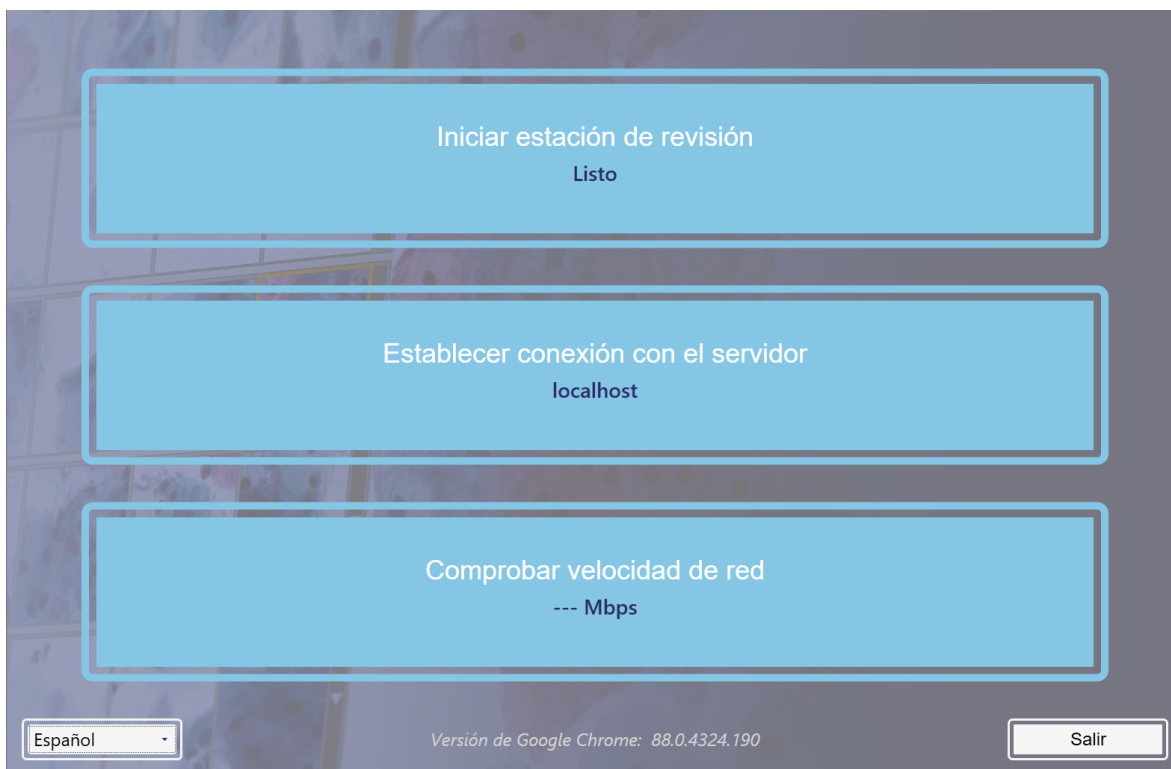 Iniciar estación de revisión
Listo
Establecer conexión con el servidor
localhost
Comprobar velocidad de red
--- Mbps
Español
Versión de Google Chrome: 88.0.4324.190
Salir